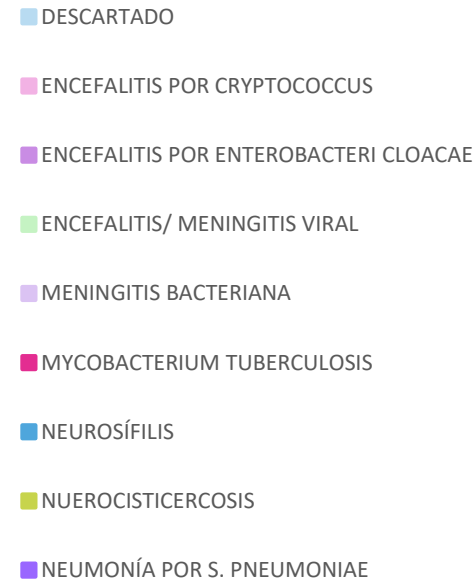 DESCARTADO
ENCEFALITIS POR CRYPTOCOCCUS
ENCEFALITIS POR ENTEROBACTERI CLOACAE
ENCEFALITIS/ MENINGITIS VIRAL
MENINGITIS BACTERIANA
MYCOBACTERIUM TUBERCULOSIS
NEUROSÍFILIS
NUEROCISTICERCOSIS
NEUMONÍA POR S. PNEUMONIAE